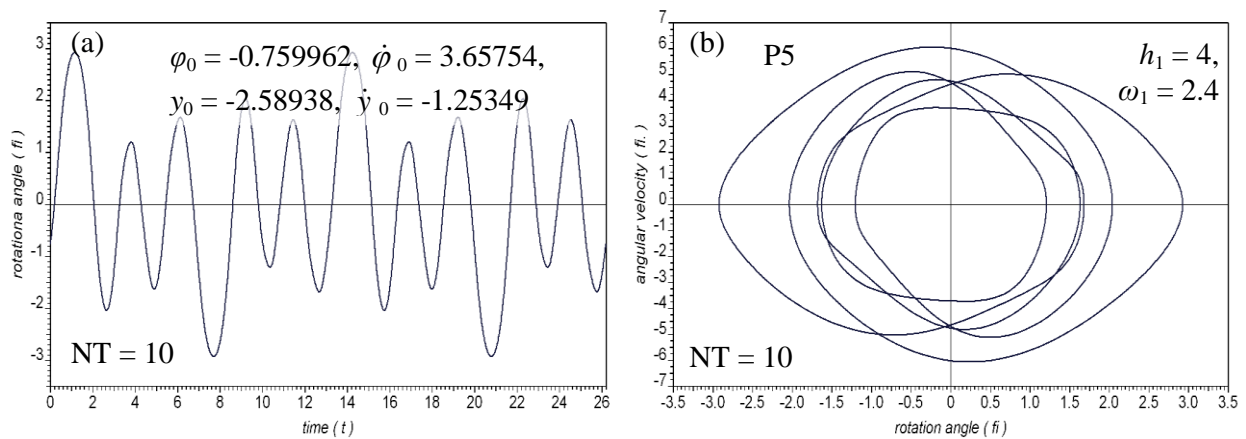 (a)
φ₀ = -0.759962, φ̇ ₀ = 3.65754,
y₀ = -2.58938, ẏ ₀ = -1.25349
NT = 10
rotationa angle ( fi )
3
2
1
0
-1
-2
-3
0 2 4 6 8 10 12 14 16 18 20 22 24 26
time ( t )
(b)
P5
h₁ = 4,
ω₁ = 2.4
NT = 10
angular velocity ( fi. )
7
6
5
4
3
2
1
0
-1
-2
-3
-4
-5
-6
-7
-3.5 -3.0 -2.5 -2.0 -1.5 -1.0 -0.5 0.0 0.5 1.0 1.5 2.0 2.5 3.0 3.5
rotation angle ( fi )